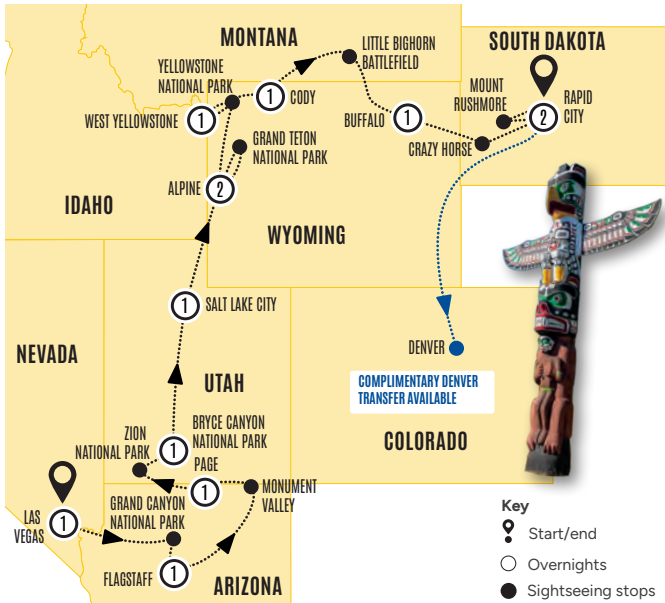 MONTANA
LITTLE BIGHORN
BATTLEFIELD
SOUTH DAKOTA
YELLOWSTONE
NATIONAL PARK
MOUNT
RUSHMORE
1
CODY
RAPID
CITY
2
WEST YELLOWSTONE
1
BUFFALO
1
CRAZY HORSE
GRAND TETON
NATIONAL PARK
ALPINE
2
IDAHO
WYOMING
1
SALT LAKE CITY
NEVADA
DENVER
UTAH
COMPLIMENTARY DENVER
TRANSFER AVAILABLE
COLORADO
ZION
NATIONAL PARK
1
BRYCE CANYON
NATIONAL PARK
PAGE
1
MONUMENT
VALLEY
GRAND CANYON
NATIONAL PARK
LAS
VEGAS
1
FLAGSTAFF
1
ARIZONA
Key
Start/end
Overnights
Sightseeing stops